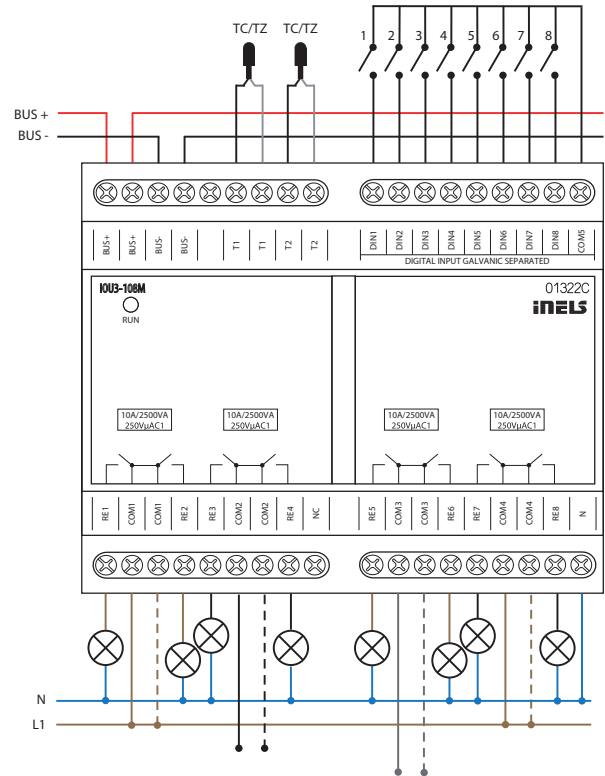 TC/TZ TC/TZ
1 2 3 4 5 6 7 8
BUS +
BUS -
BUS+ BUS+ BUS- BUS- T1 T1 T2 T2 DIN1 DIN2 DIN3 DIN4 DIN5 DIN6 DIN7 DIN8 COM5
DIGITAL INPUT GALVANIC SEPARATED
IOU3-108M 01322C
RUN iNELS
10A/2500VA 10A/2500VA 10A/2500VA 10A/2500VA
250VµAC1 250VµAC1 250VµAC1 250VµAC1
RE1 COM1 COM1 RE2 RE3 COM2 COM2 RE4 NC RE5 COM3 COM3 RE6 RE7 COM4 COM4 RE8 N
N
L1